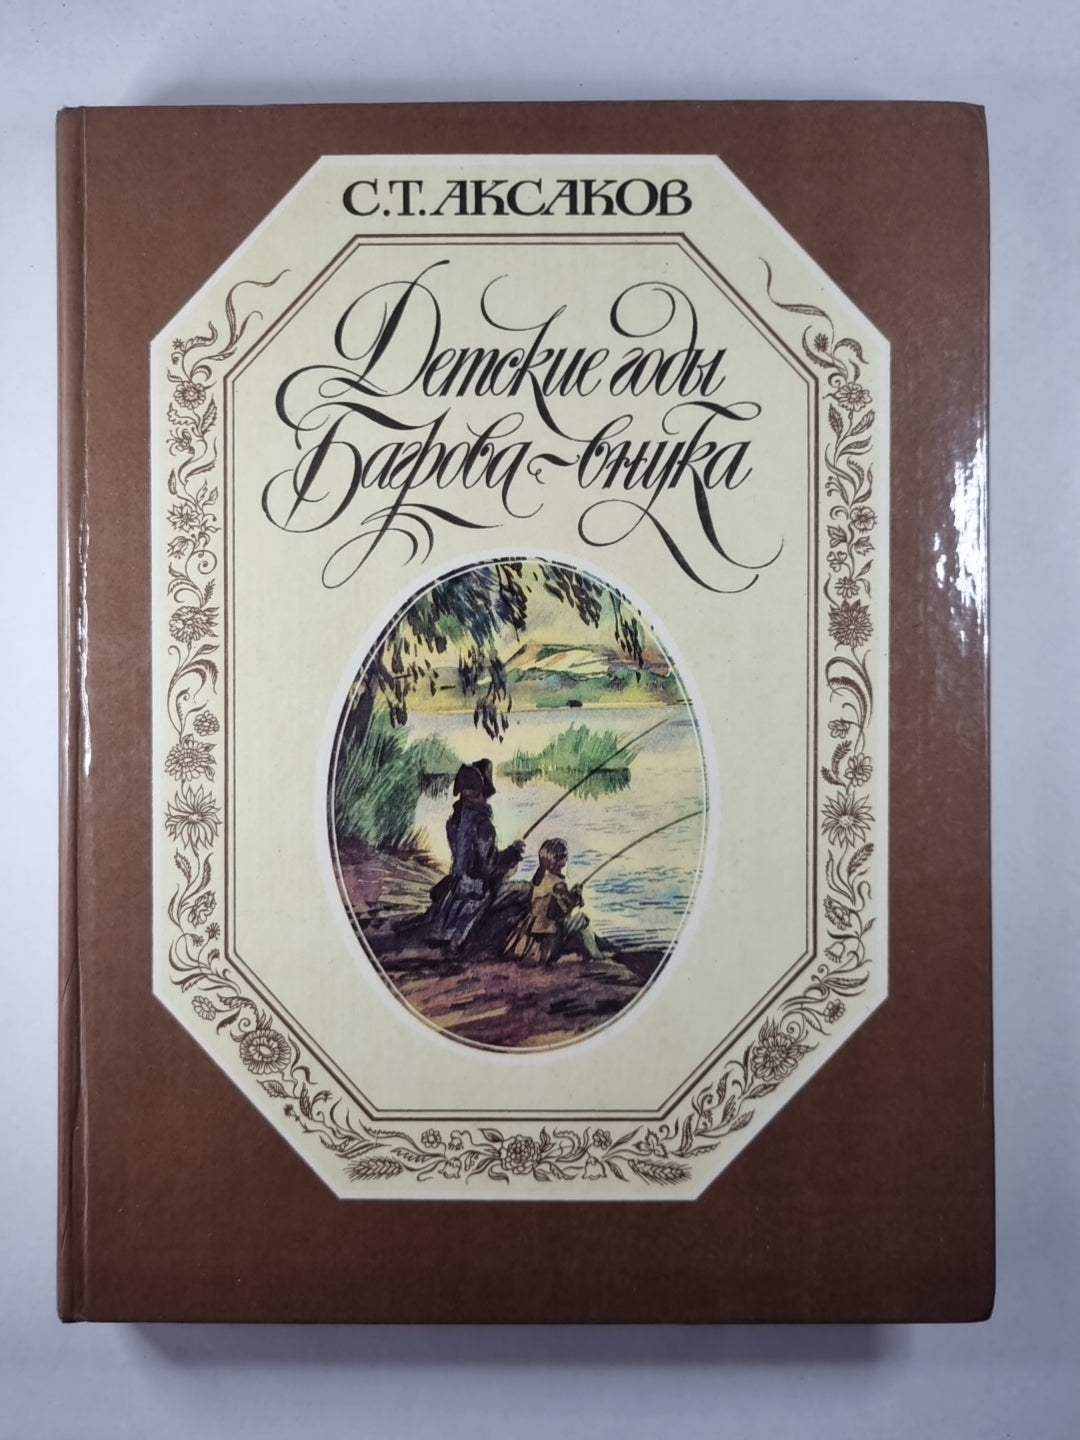 С.Т. АКСАКОВ
Детские годы
Багрова-внука